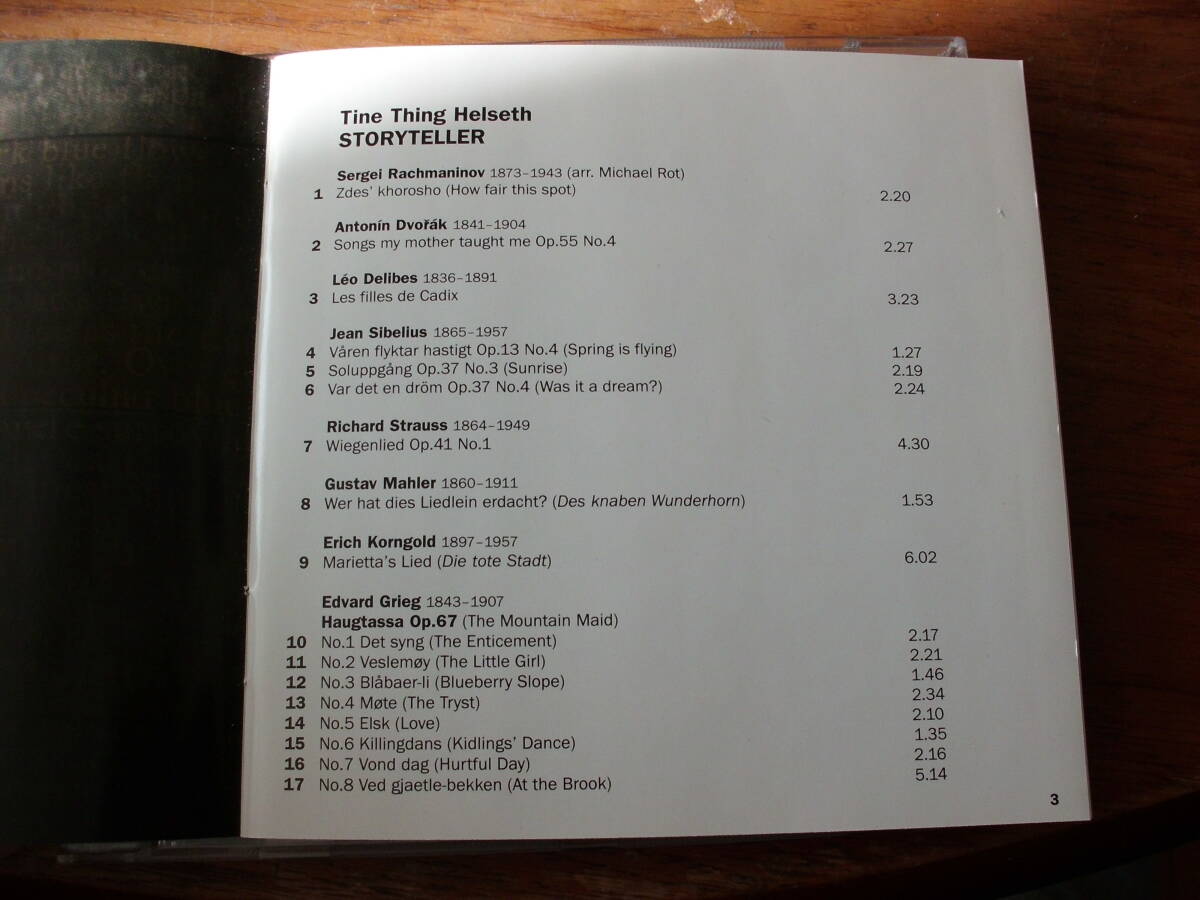 Tine Thing Helseth
STORYTELLER
Sergei Rachmaninov 1873–1943 (arr. Michael Rot)
1 Zdes' khorosho (How fair this spot) 2.20
Antonín Dvořák 1841–1904
2 Songs my mother taught me Op.55 No.4 2.27
Léo Delibes 1836–1891
3 Les filles de Cadix 3.23
Jean Sibelius 1865–1957
4 Våren flyktar hastigt Op.13 No.4 (Spring is flying) 1.27
5 Soluppgång Op.37 No.3 (Sunrise) 2.19
6 Var det en dröm Op.37 No.4 (Was it a dream?) 2.24
Richard Strauss 1864–1949
7 Wiegenlied Op.41 No.1 4.30
Gustav Mahler 1860–1911
8 Wer hat dies Liedlein erdacht? (Des knaben Wunderhorn) 1.53
Erich Korngold 1897–1957
9 Marietta's Lied (Die tote Stadt) 6.02
Edvard Grieg 1843–1907
Haugtassa Op.67 (The Mountain Maid)
10 No.1 Det syng (The Enticement) 2.17
11 No.2 Veslemøy (The Little Girl) 2.21
12 No.3 Blåbaer-li (Blueberry Slope) 1.46
13 No.4 Møte (The Tryst) 2.34
14 No.5 Elsk (Love) 2.10
15 No.6 Killingdans (Kidlings' Dance) 1.35
16 No.7 Vond dag (Hurtful Day) 2.16
17 No.8 Ved gjaetle-bekken (At the Brook) 5.14
3